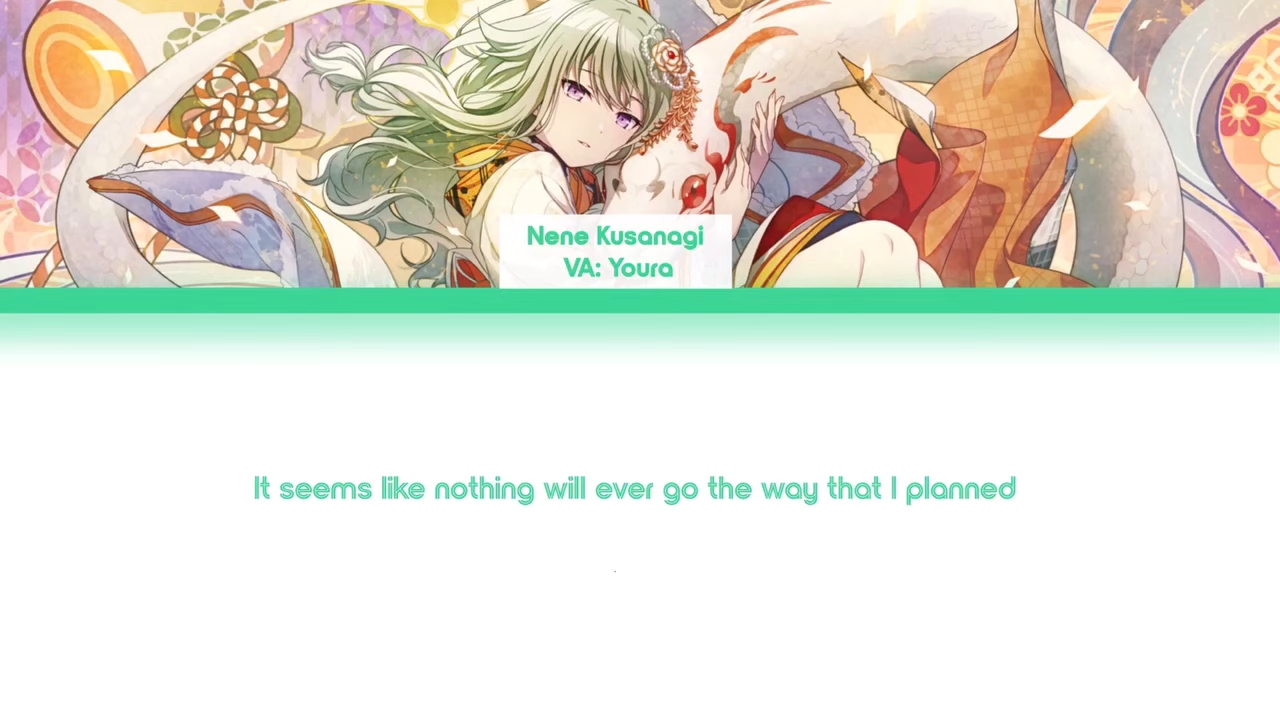 Nene Kusanagi
VA: Youra
It seems like nothing will ever go the way that I planned